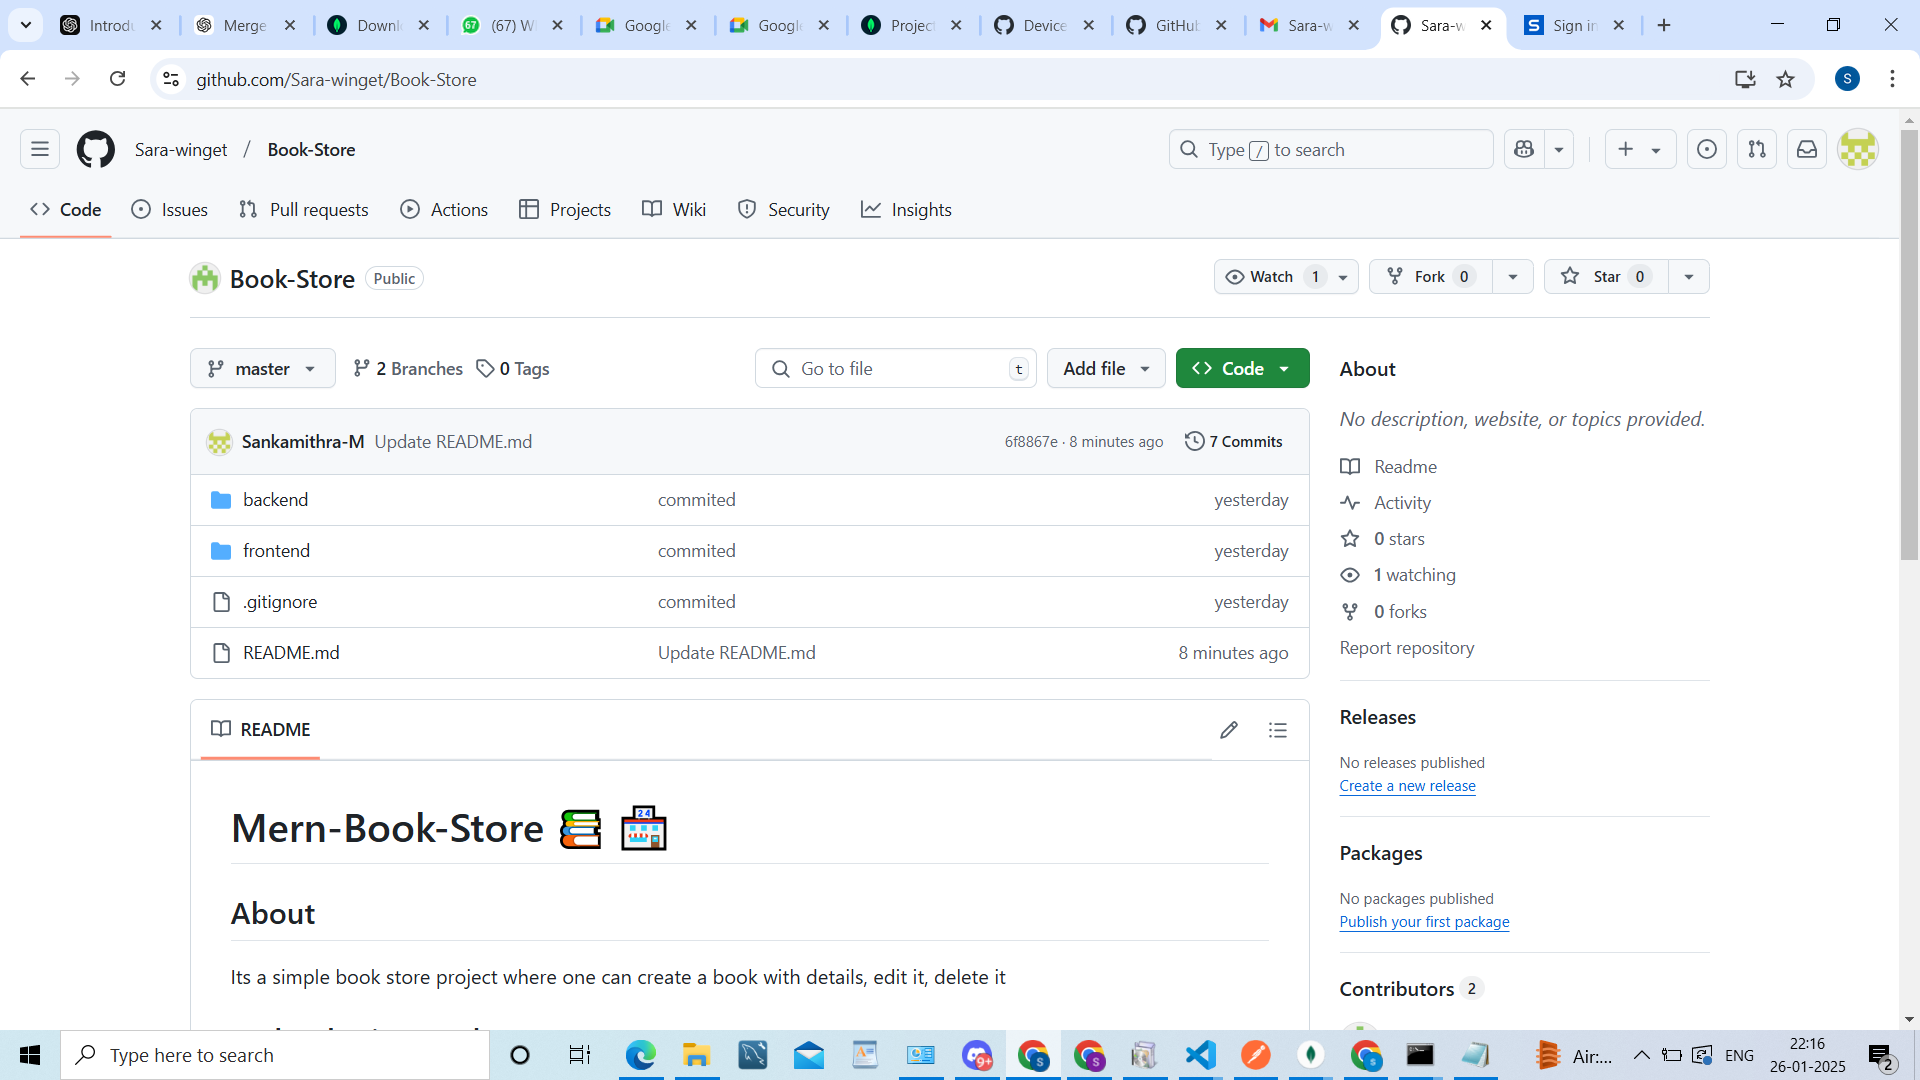 Introdu
Merge
Downl
(67) W
Google
Google
Project
Device
GitHub
Sara-w
Sara-w
Sign in
github.com/Sara-winget/Book-Store
S
Sara-winget / Book-Store
Type / to search
Code
Issues
Pull requests
Actions
Projects
Wiki
Security
Insights
Book-Store Public
Watch 1
Fork 0
Star 0
master
2 Branches
0 Tags
Go to file t
Add file
Code
Sankamithra-M Update README.md 6f8867e · 8 minutes ago 7 Commits
backend commited yesterday
frontend commited yesterday
.gitignore commited yesterday
README.md Update README.md 8 minutes ago
README
Mern-Book-Store
24
About
Its a simple book store project where one can create a book with details, edit it, delete it
About
No description, website, or topics provided.
Readme
Activity
0 stars
1 watching
0 forks
Report repository
Releases
No releases published
Create a new release
Packages
No packages published
Publish your first package
Contributors 2
Type here to search
9+
Air:...
ENG
22:16
26-01-2025
2